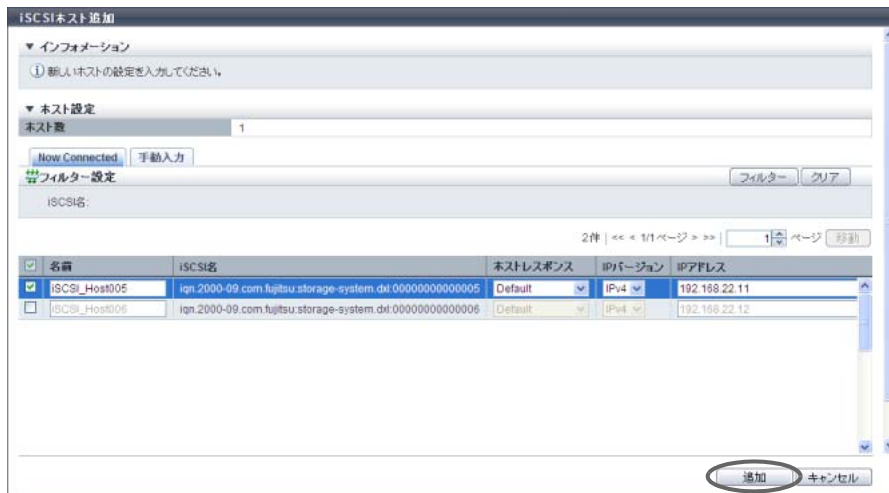 iSCSIホスト追加
▼ インフォメーション
新しいホストの設定を入力してください。
▼ ホスト設定
ホスト数 1
Now Connected 手動入力
フィルター設定 フィルター クリア
iSCSI名:
2件 | << < 1/1ページ > >> | 1 ページ 移動
名前 iSCSI名 ホストレスポンス IPバージョン IPアドレス
iSCSI_Host005 iqn.2000-09.com.fujitsu:storage-system.dxl:00000000000005 Default IPv4 192.168.22.11
iSCSI_Host006 iqn.2000-09.com.fujitsu:storage-system.dxl:00000000000006 Default IPv4 192.168.22.12
追加 キャンセル